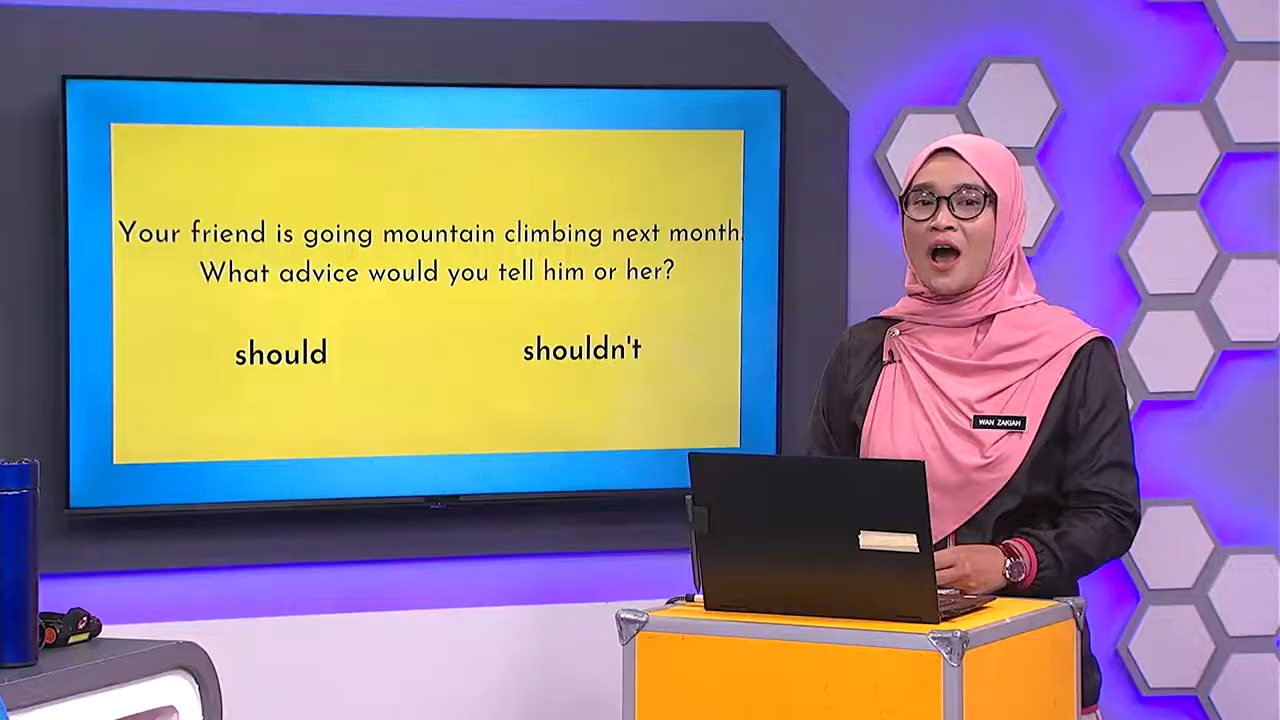 Your friend is going mountain climbing next month.
What advice would you tell him or her?
should
shouldn't
WAN ZAKIAH